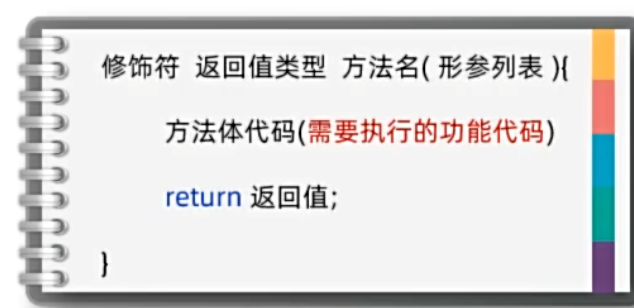 修饰符 返回值类型 方法名( 形参列表 ){
方法体代码(需要执行的功能代码)
return 返回值;
}